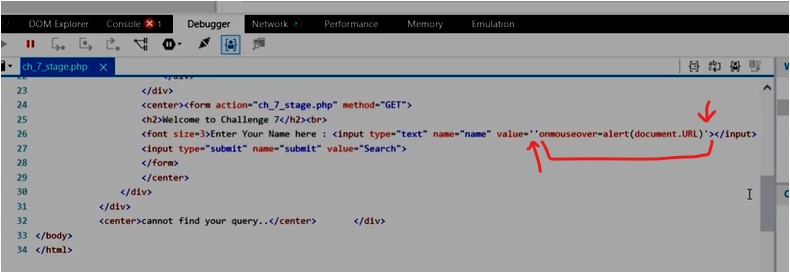 DOM Explorer Console 1 Debugger Network Performance Memory Emulation
ch_7_stage.php
23 </div>
24 <center><form action="ch_7_stage.php" method="GET">
25 <h2>Welcome to Challenge 7</h2><br>
26 <font size=3>Enter Your Name here : <input type="text" name="name" value=''onmouseover=alert(document.URL)'></input>
27 <input type="submit" name="submit" value="Search">
28 </form>
29 </center>
30 </div>
31 </div>
32 <center>cannot find your query..</center> </div>
33 </body>
34 </html>